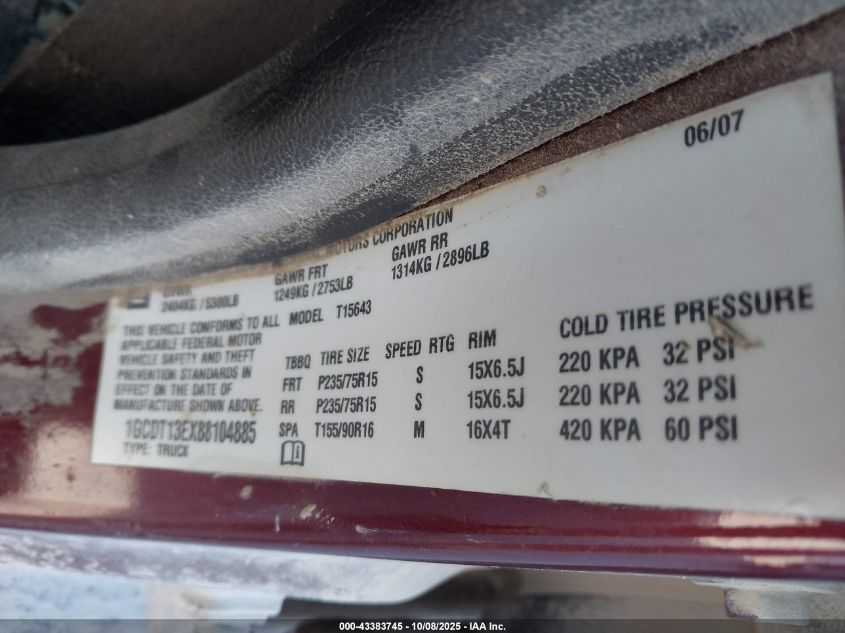 06/07
MOTORS CORPORATION
GAWR FRT
GAWR RR
2404KG / 5300LB
1249KG / 2753LB
1314KG / 2896LB
THIS VEHICLE CONFORMS TO ALL
APPLICABLE FEDERAL MOTOR
VEHICLE SAFETY AND THEFT
PREVENTION STANDARDS IN
EFFECT ON THE DATE OF
MANUFACTURE SHOWN ABOVE.
1GCDT13EX88104885
TYPE: TRUCK
MODEL T15643
TBBQ TIRE SIZE SPEED RTG RIM COLD TIRE PRESSURE
FRT P235/75R15 S 15X6.5J 220 KPA 32 PSI
RR P235/75R15 S 15X6.5J 220 KPA 32 PSI
SPA T155/90R16 M 16X4T 420 KPA 60 PSI
000-43383745 - 10/08/2025 - IAA Inc.